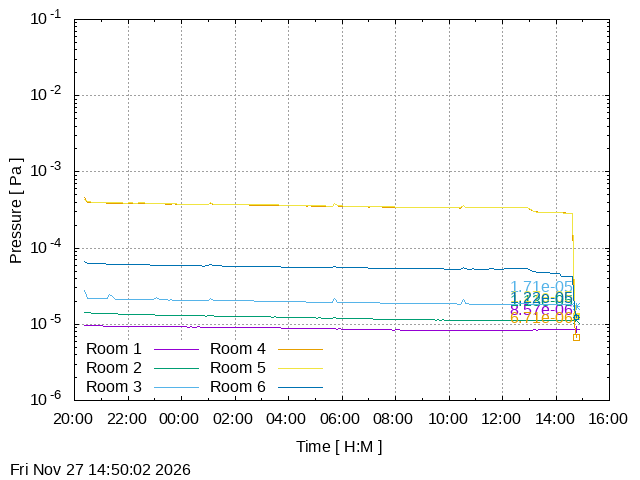 10^-1
10^-2
10^-3
10^-4
10^-5
10^-6
Pressure [ Pa ]
1.71e-05
1.22e-05
8.57e-06
6.71e-06
Room 1 Room 4
Room 2 Room 5
Room 3 Room 6
20:00 22:00 00:00 02:00 04:00 06:00 08:00 10:00 12:00 14:00 16:00
Time [ H:M ]
Fri Nov 27 14:50:02 2026